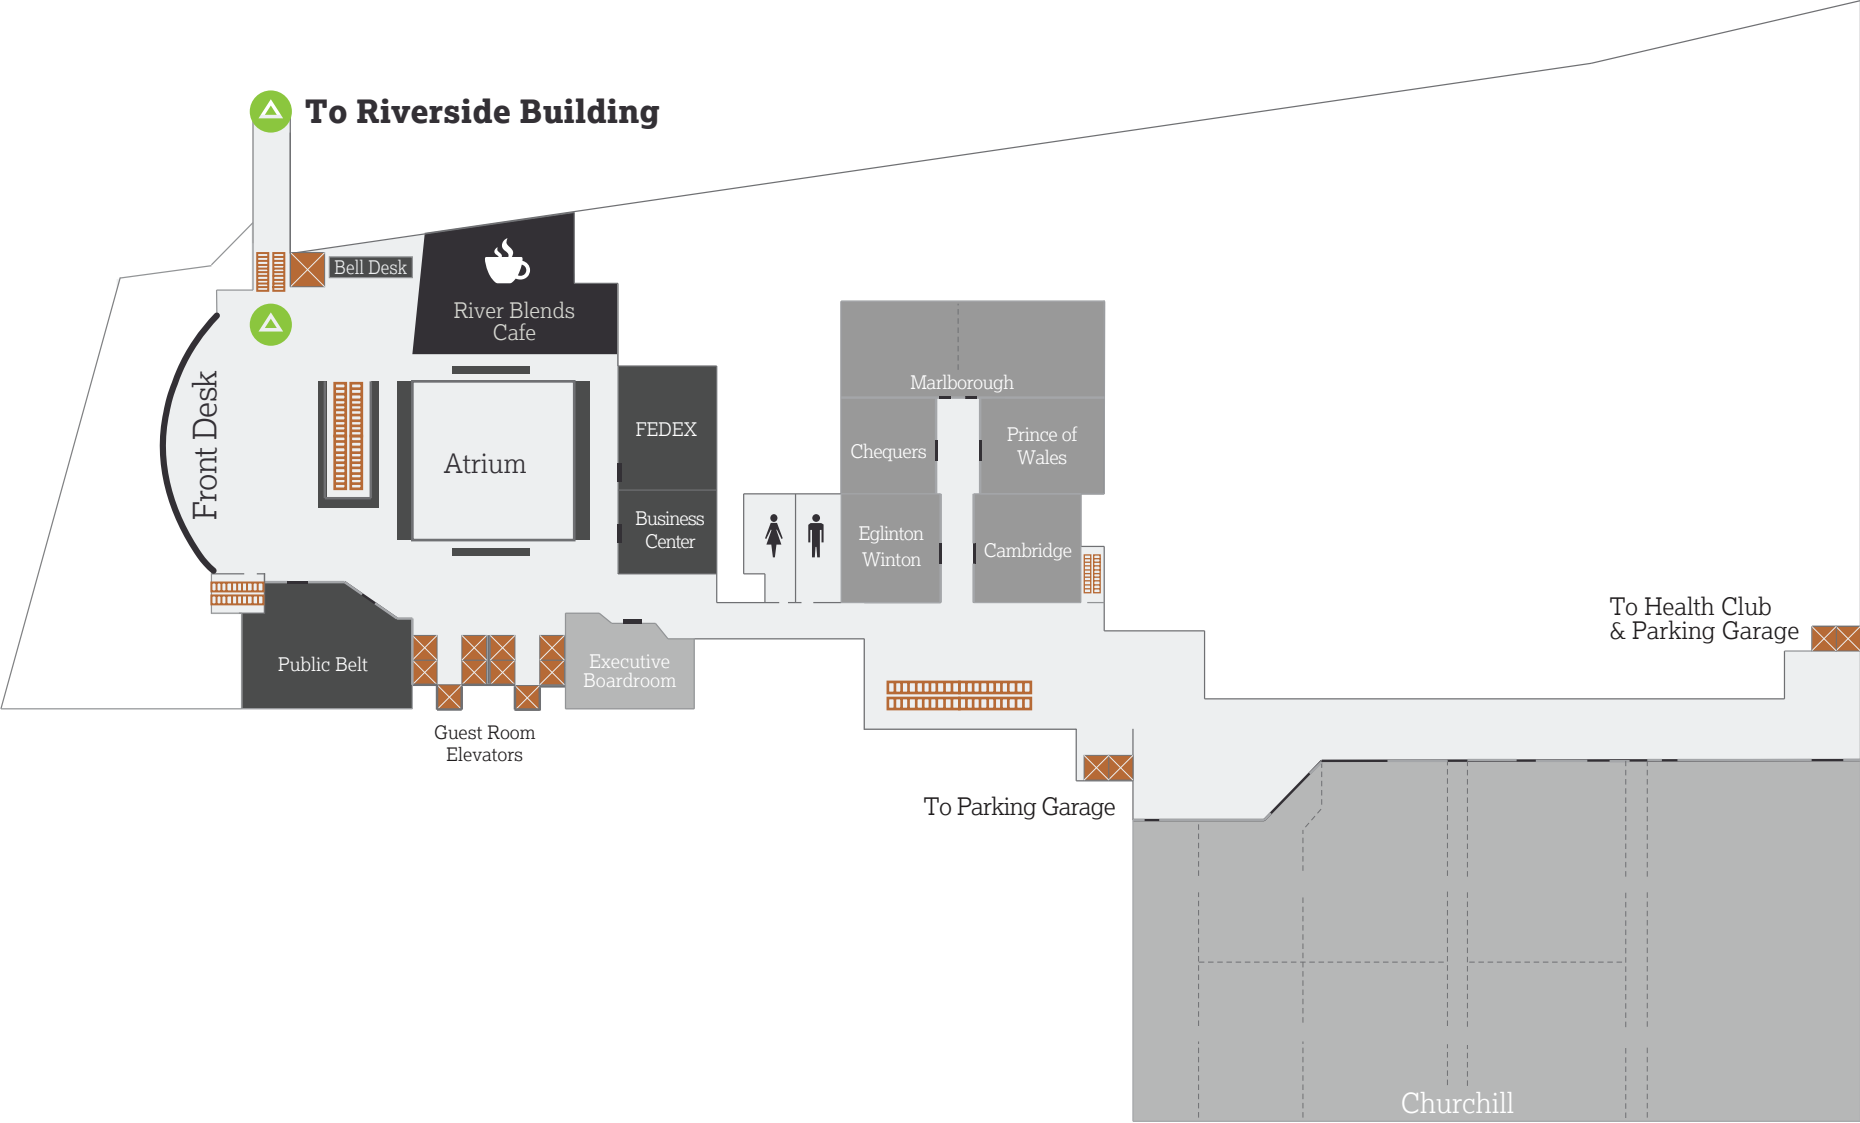 To Riverside Building
Bell Desk
River Blends
Cafe
Front Desk
Atrium
FEDEX
Business
Center
Marlborough
Chequers
Prince of
Wales
Eglinton
Winton
Cambridge
Public Belt
Executive
Boardroom
Guest Room
Elevators
To Health Club
& Parking Garage
To Parking Garage
Churchill